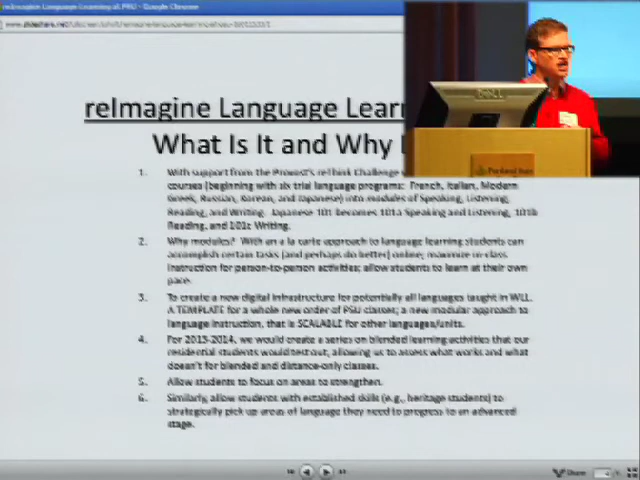 reImagine Language Learning at PSU - Google Chrome
reImagine Language Lear
What Is It and Why
1. With support from the Provost's reThink Challenge
courses (beginning with six trial language programs: French, Italian, Modern
Greek, Russian, Korean, and Japanese) into modules of Speaking, Listening,
Reading, and Writing. Japanese 101 becomes 101a Speaking and Listening, 101b
Reading, and 101c Writing.
2. Why modules? With an a la carte approach to language learning students can
accomplish certain tasks (and perhaps do better) online; maximize in-class
instruction for person-to-person activities; allow students to learn at their own
pace.
3. To create a new digital infrastructure for potentially all languages taught in WLL.
A TEMPLATE for a whole new order of PSU classes; a new modular approach to
language instruction, that is SCALABLE for other languages/units.
4. For 2013-2014, we would create a series on blended learning activities that our
residential students would test out, allowing us to assess what works and what
doesn't for blended and distance-only classes.
5. Allow students to focus on areas to strengthen.
6. Similarly, allow students with established skills (e.g., heritage students) to
strategically pick up areas of language they need to progress to an advanced
stage.
DELL
Portland State
Share